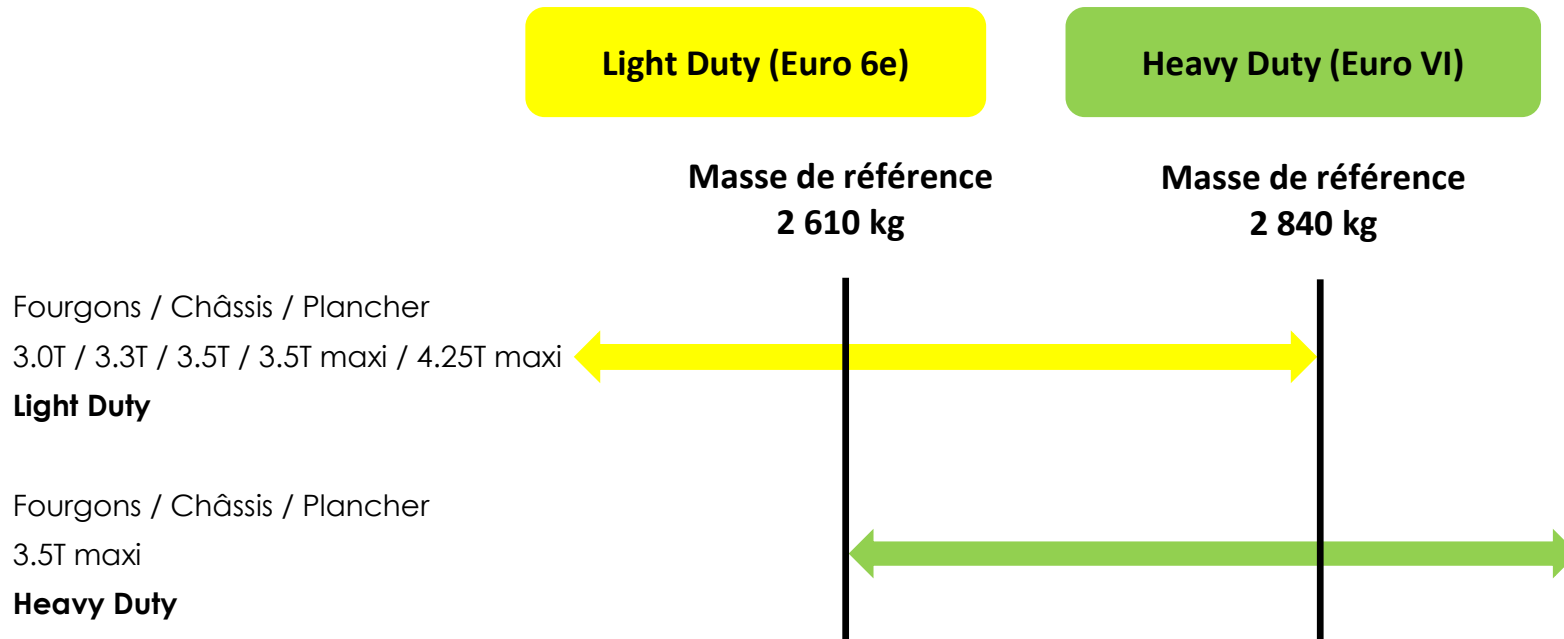 Light Duty (Euro 6e)
Heavy Duty (Euro VI)
Masse de référence
2 610 kg
Masse de référence
2 840 kg
Fourgons / Châssis / Plancher
3.0T / 3.3T / 3.5T / 3.5T maxi / 4.25T maxi
Light Duty
Fourgons / Châssis / Plancher
3.5T maxi
Heavy Duty